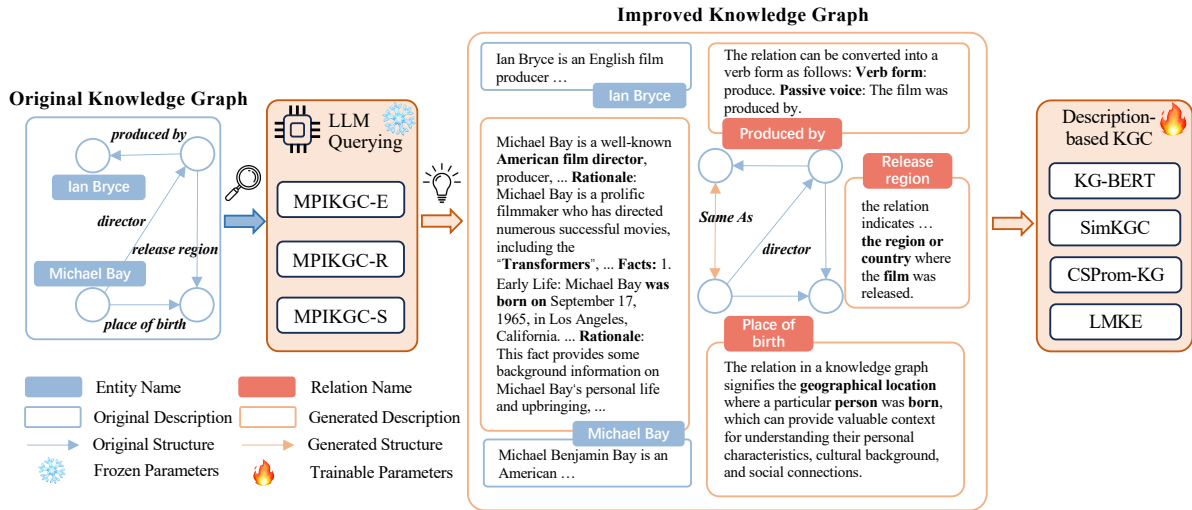 Improved Knowledge Graph
Original Knowledge Graph
produced by
Ian Bryce
director
release region
Michael Bay
place of birth
LLM
Querying
MPIKGC-E
MPIKGC-R
MPIKGC-S
Ian Bryce is an English film
producer …
Ian Bryce
Michael Bay is a well-known
American film director,
producer, ... Rationale:
Michael Bay is a prolific
filmmaker who has directed
numerous successful movies,
including the
“Transformers”, ... Facts: 1.
Early Life: Michael Bay was
born on September 17,
1965, in Los Angeles,
California. ... Rationale:
This fact provides some
background information on
Michael Bay's personal life
and upbringing, ...
Michael Bay
Michael Benjamin Bay is an
American …
The relation can be converted into a
verb form as follows: Verb form:
produce. Passive voice: The film was
produced by.
Produced by
Same As
director
Release
region
the relation
indicates …
the region or
country where
the film was
released.
Place of
birth
The relation in a knowledge graph
signifies the geographical location
where a particular person was born,
which can provide valuable context
for understanding their personal
characteristics, cultural background,
and social connections.
Description-
based KGC
KG-BERT
SimKGC
CSProm-KG
LMKE
Entity Name
Relation Name
Original Description
Generated Description
Original Structure
Generated Structure
Frozen Parameters
Trainable Parameters